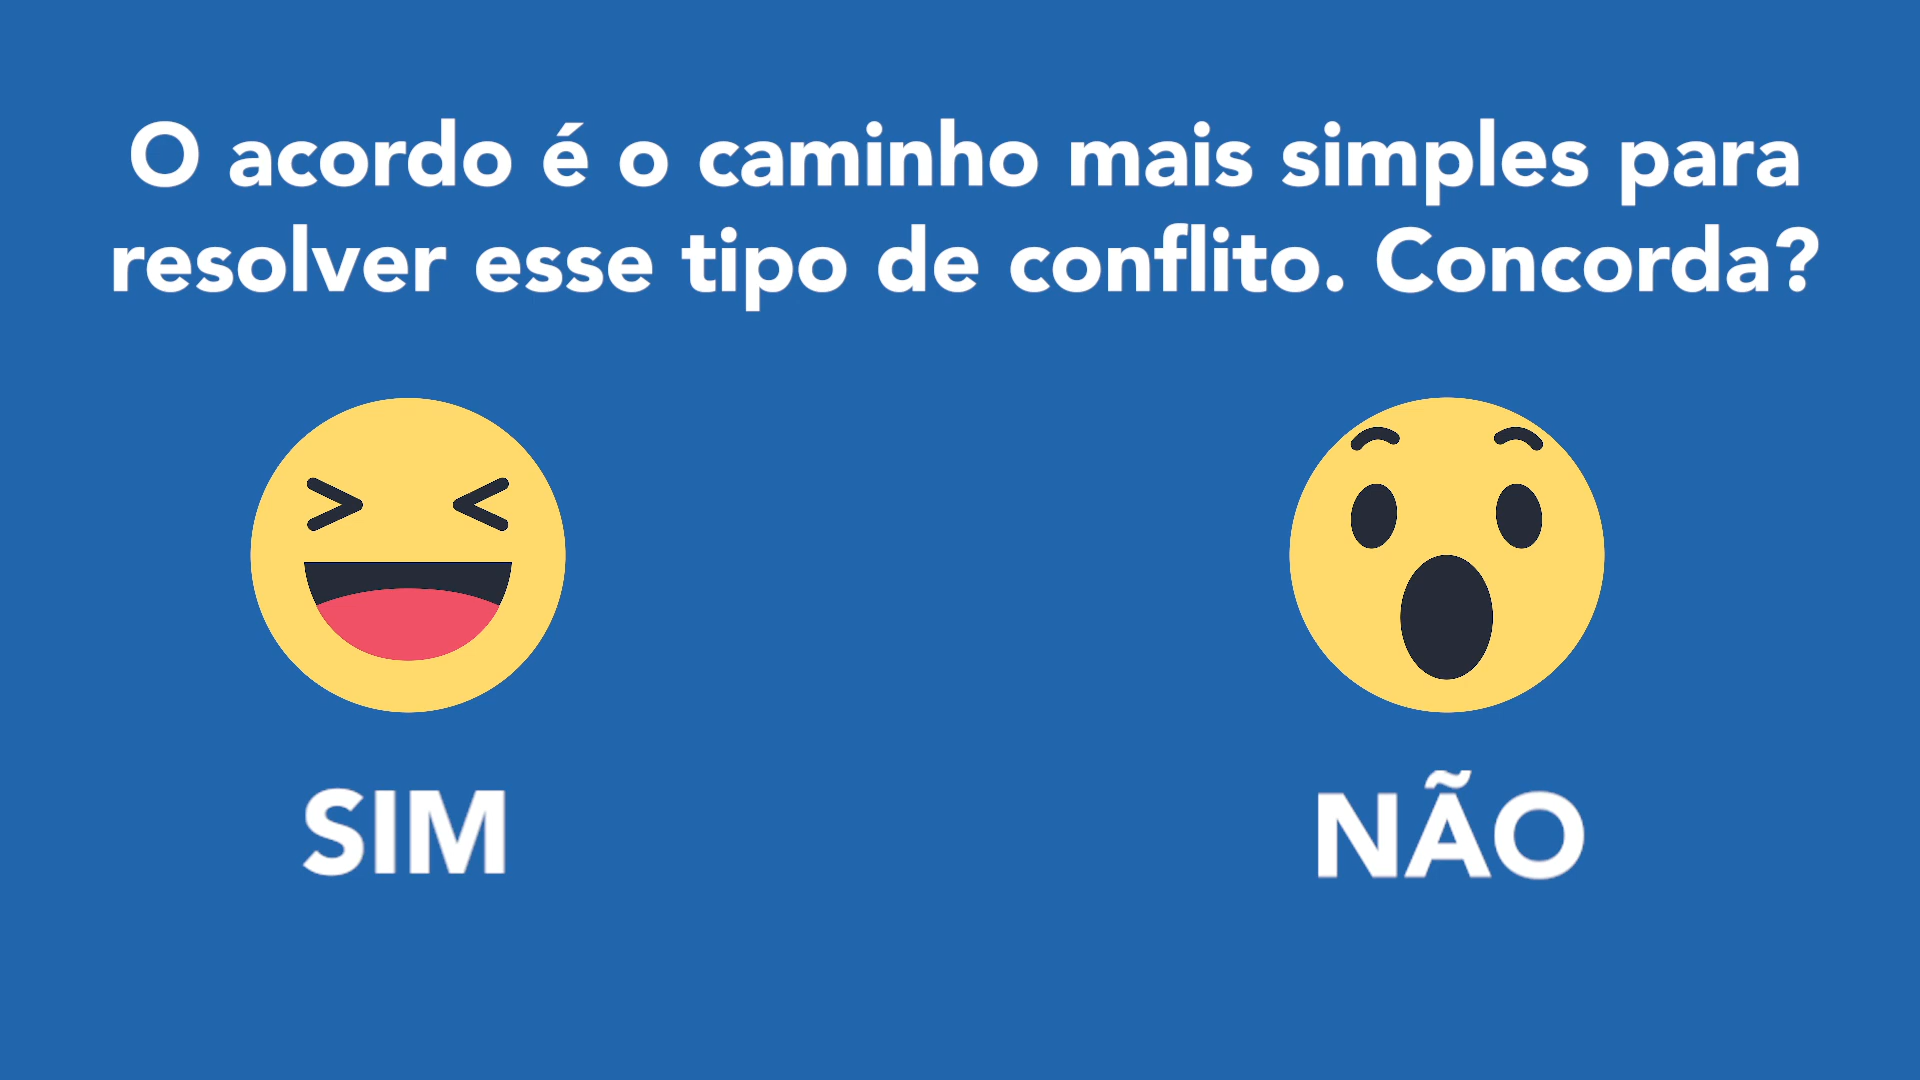 O acordo é o caminho mais simples para
resolver esse tipo de conflito. Concorda?
SIM
NÃO